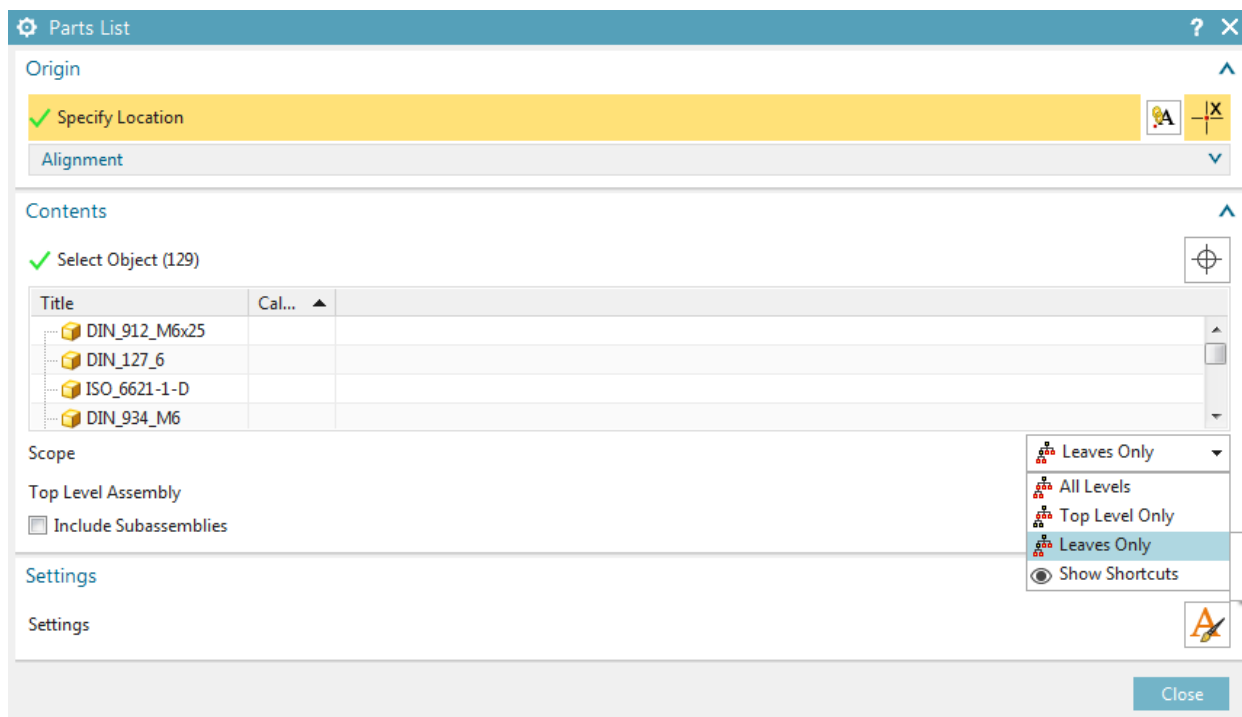 Parts List
Origin
Specify Location
Alignment
Contents
Select Object (129)
Title Cal...
DIN_912_M6x25
DIN_127_6
ISO_6621-1-D
DIN_934_M6
Scope Leaves Only
Top Level Assembly
Include Subassemblies
All Levels
Top Level Only
Leaves Only
Show Shortcuts
Settings
Settings
Close